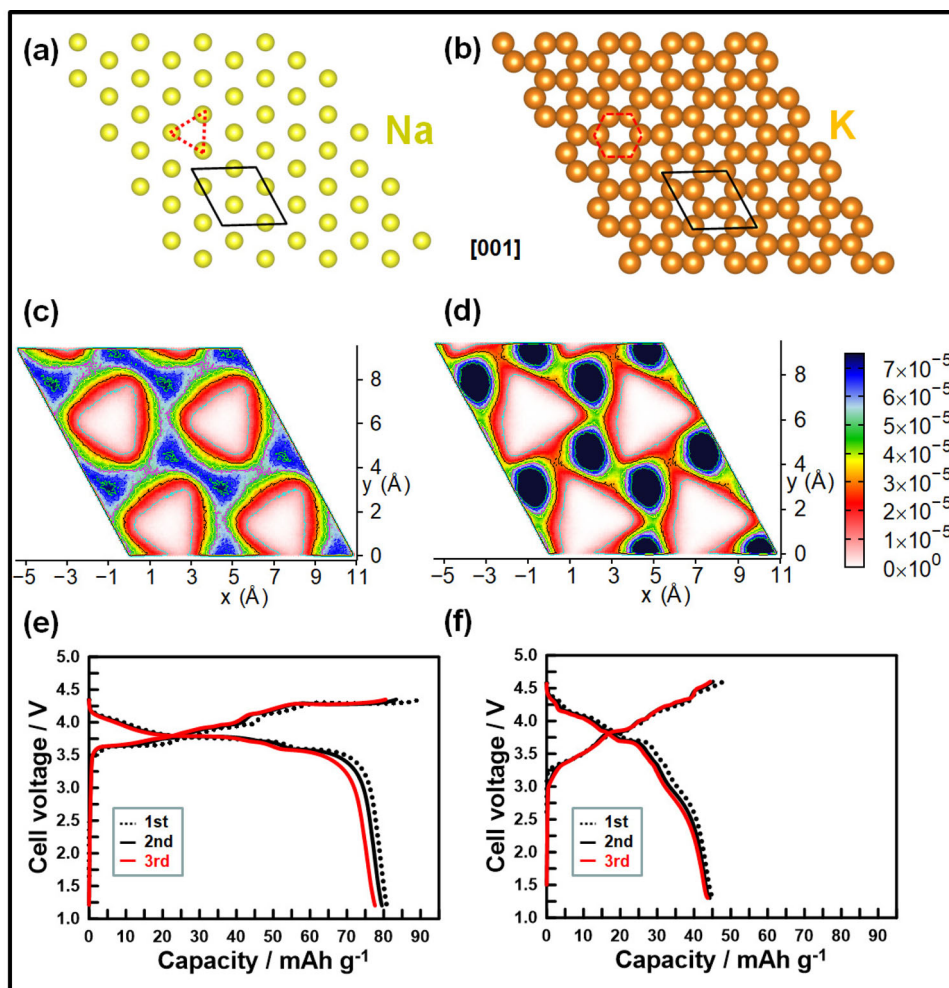 (a)
Na
(b)
K
[001]
(c)
8
6
4
y (Å)
2
0
−5 −3 −1 1 3 5 7 9 11
x (Å)
(d)
8
6
4
y (Å)
2
0
−5 −3 −1 1 3 5 7 9 11
x (Å)
7×10⁻⁵
6×10⁻⁵
5×10⁻⁵
4×10⁻⁵
3×10⁻⁵
2×10⁻⁵
1×10⁻⁵
0×10⁰
(e)
Cell voltage / V
5.0
4.5
4.0
3.5
3.0
2.5
2.0
1.5
1.0
1st
2nd
3rd
0 10 20 30 40 50 60 70 80 90
Capacity / mAh g⁻¹
(f)
Cell voltage / V
5.0
4.5
4.0
3.5
3.0
2.5
2.0
1.5
1.0
1st
2nd
3rd
0 10 20 30 40 50 60 70 80 90
Capacity / mAh g⁻¹